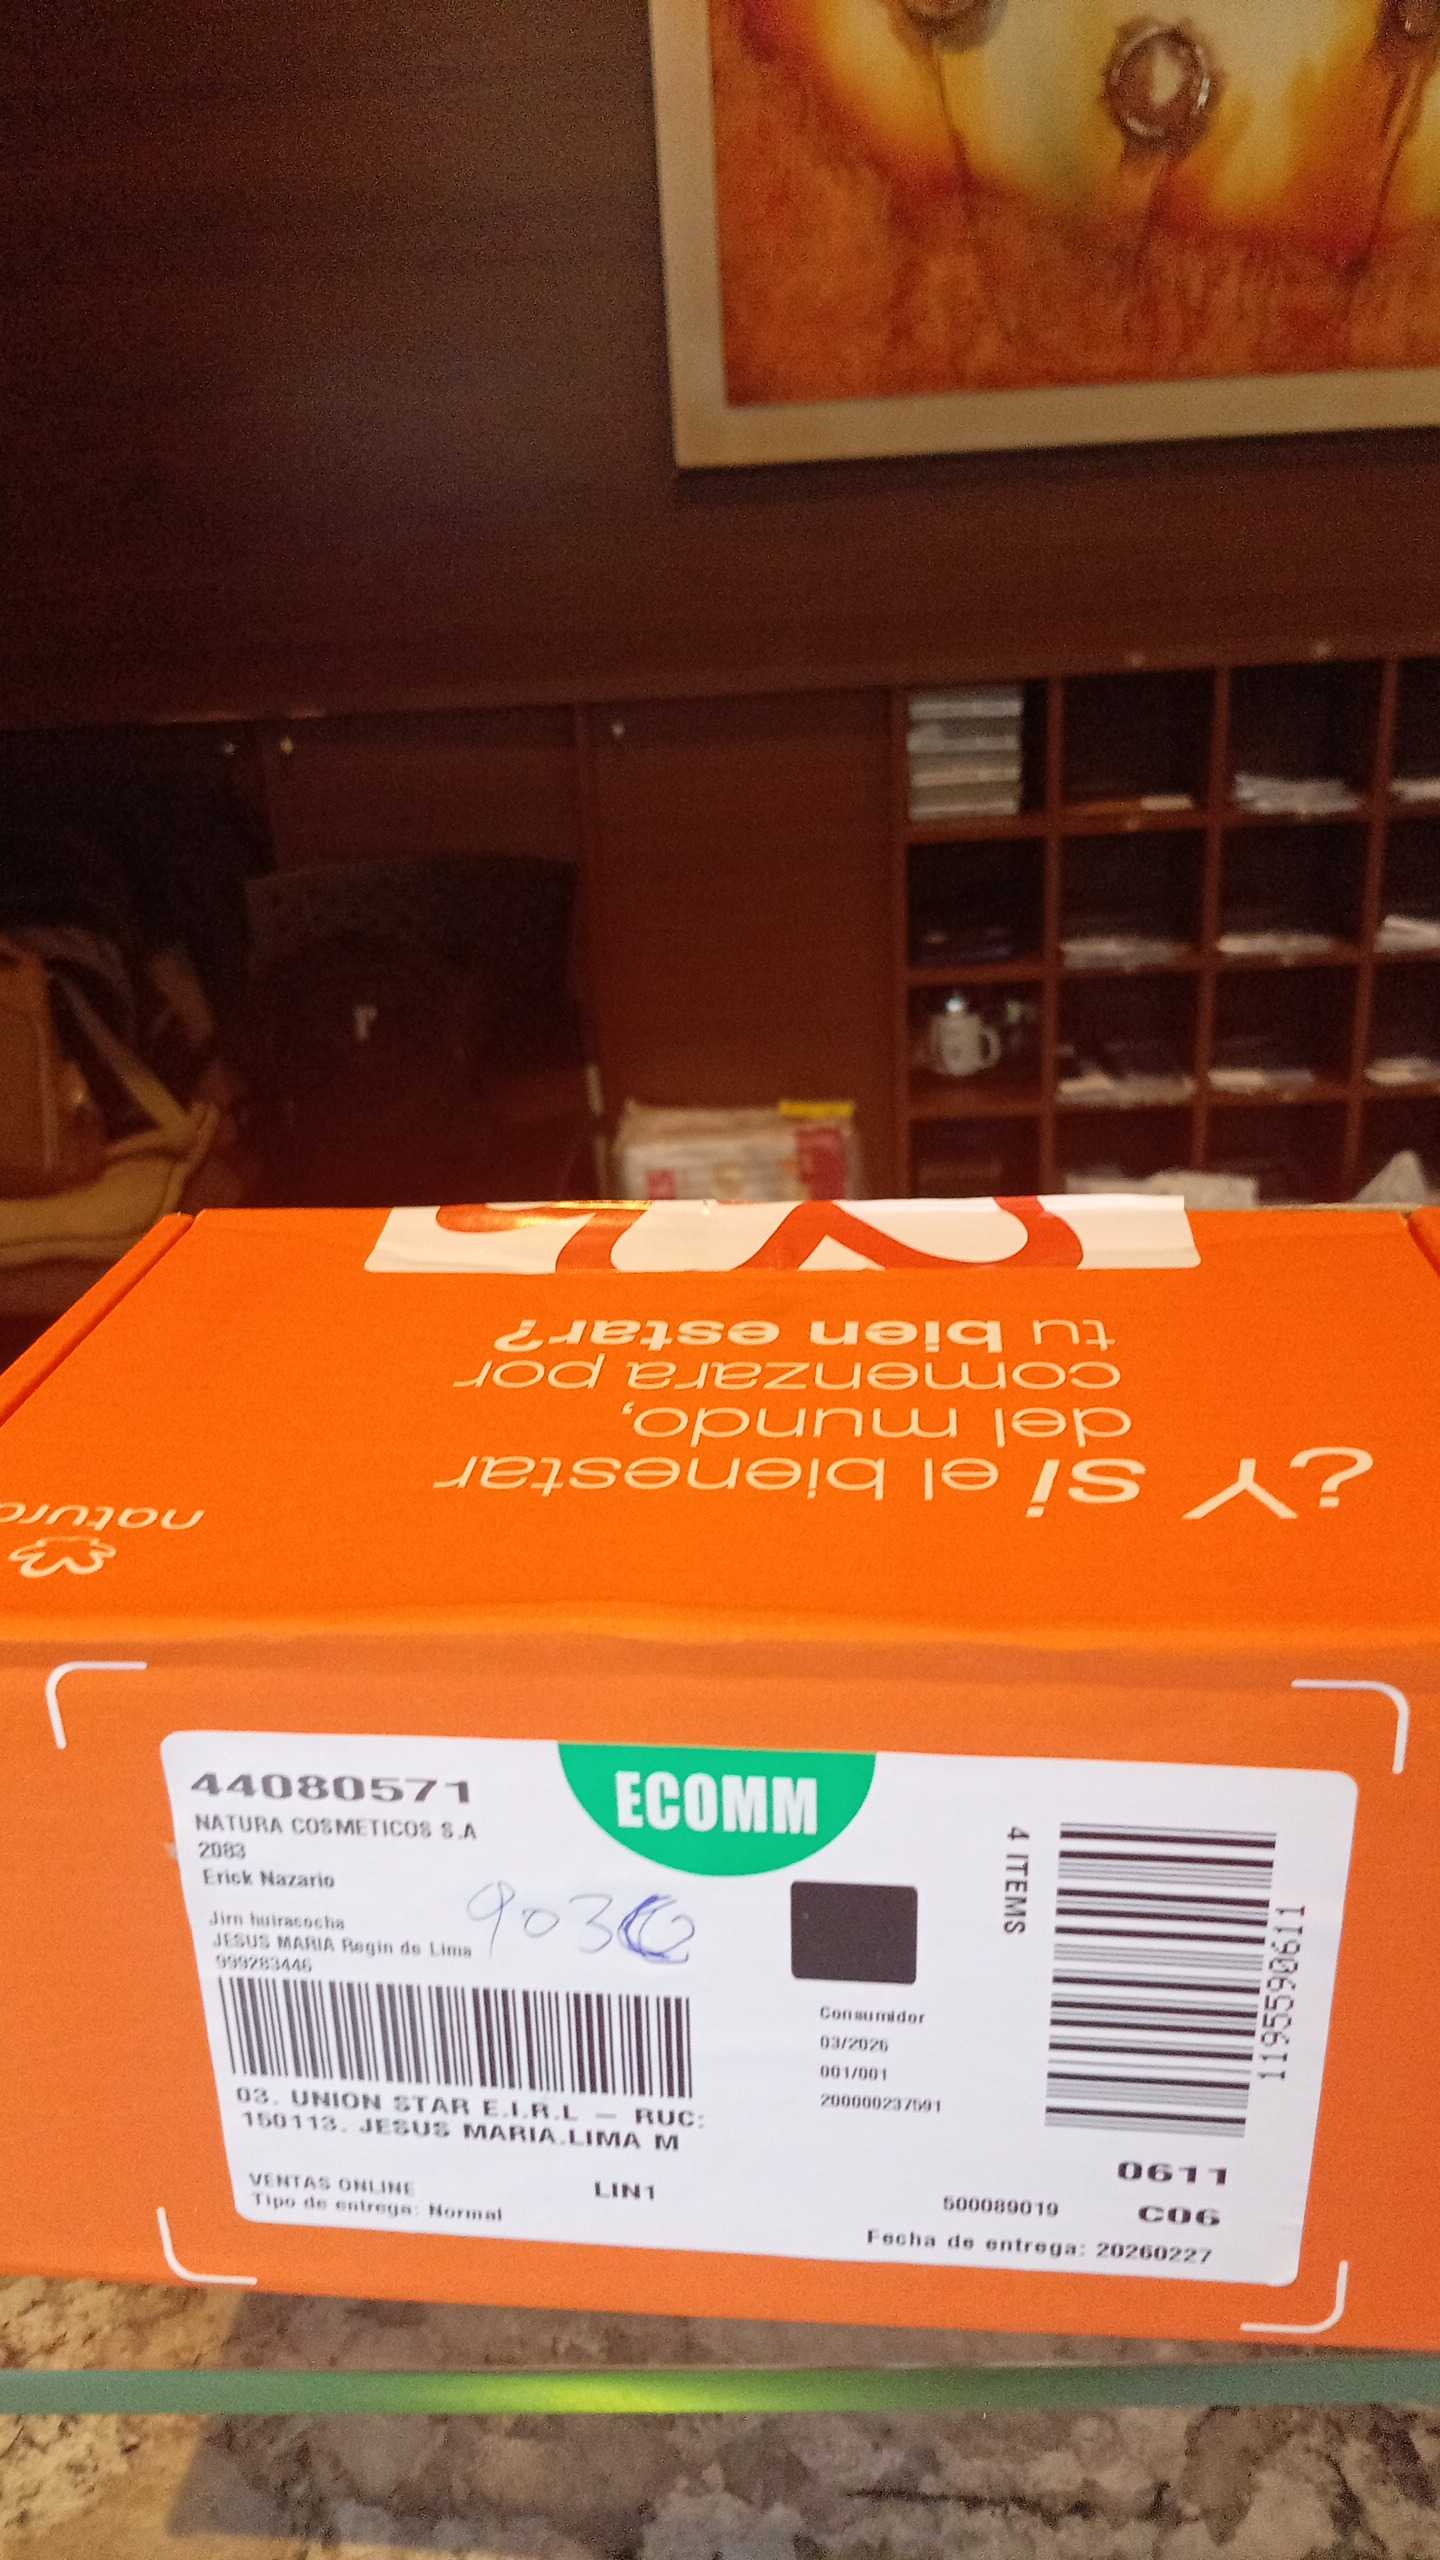 ¿Y si el bienestar
del mundo,
comenzara por
tu bien estar?
natura
44080571
NATURA COSMETICOS S.A
2083
Erick Nazario
Jirn huiracocha
JESUS MARIA Regin de Lima
999283446
903
ECOMM
4 ITEMS
1195590611
Consumidor
03/2026
001/001
200000237591
03. UNION STAR E.I.R.L – RUC:
150113. JESUS MARIA.LIMA M
VENTAS ONLINE
Tipo de entrega: Normal
LIN1
0611
500089019 C06
Fecha de entrega: 20260227